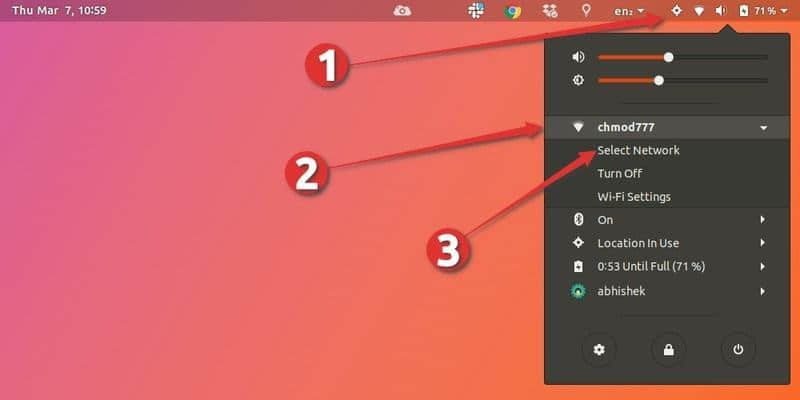 Thu Mar 7, 10:59
en₂
71 %
1
2
chmod777
Select Network
Turn Off
Wi-Fi Settings
3
On
Location In Use
0:53 Until Full (71 %)
abhishek